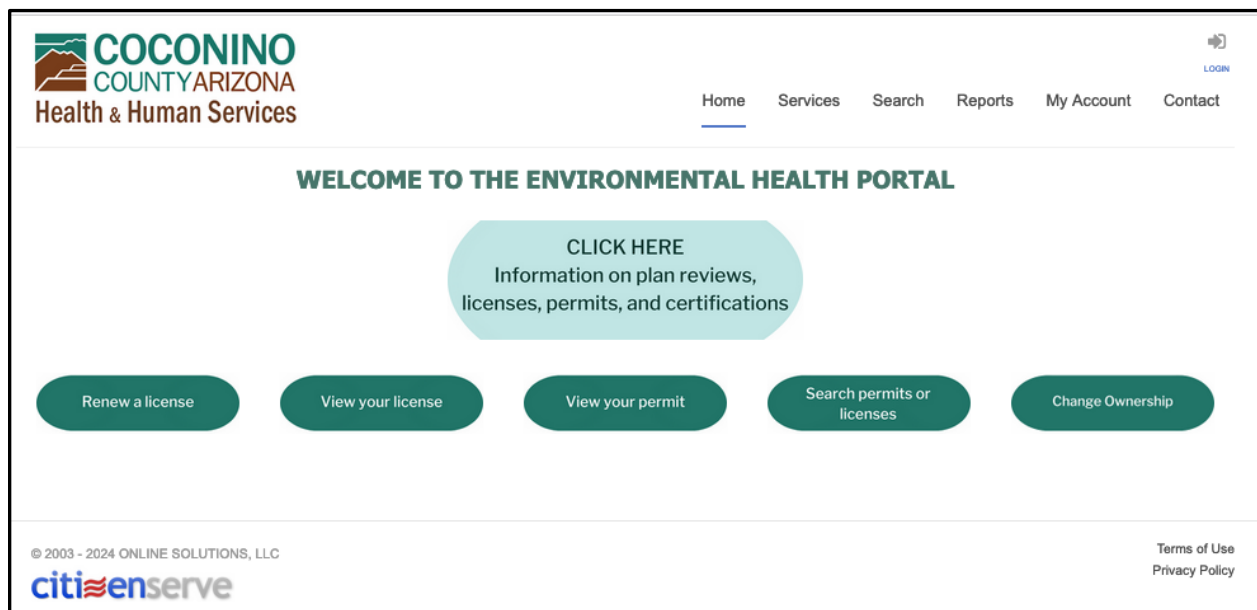 COCONINO
COUNTY ARIZONA
Health & Human Services
LOGIN
Home Services Search Reports My Account Contact
WELCOME TO THE ENVIRONMENTAL HEALTH PORTAL
CLICK HERE
Information on plan reviews,
licenses, permits, and certifications
Renew a license
View your license
View your permit
Search permits or
licenses
Change Ownership
© 2003 - 2024 ONLINE SOLUTIONS, LLC
citizenserve
Terms of Use
Privacy Policy